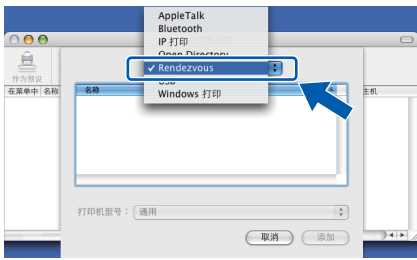 AppleTalk
Bluetooth
IP 打印
Open Directory
✓ Rendezvous
USB
Windows 打印
作为预设
在菜单中 名称
主机
名称
打印机型号： 通用
取消 添加